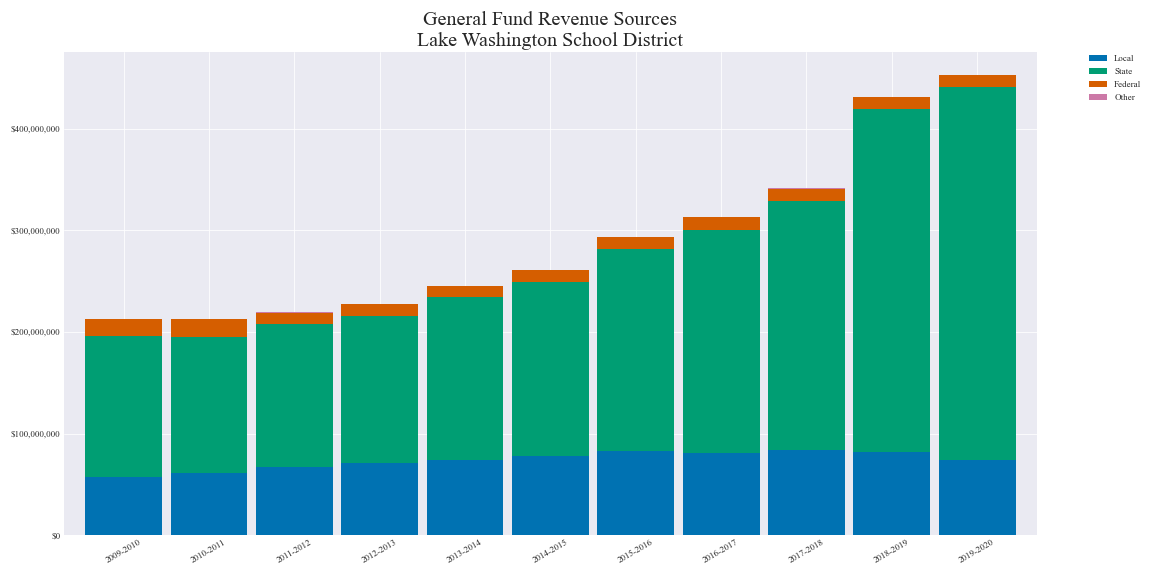 General Fund Revenue Sources
Lake Washington School District
Local
State
Federal
Other
$400,000,000
$300,000,000
$200,000,000
$100,000,000
$0
2009-2010
2010-2011
2011-2012
2012-2013
2013-2014
2014-2015
2015-2016
2016-2017
2017-2018
2018-2019
2019-2020